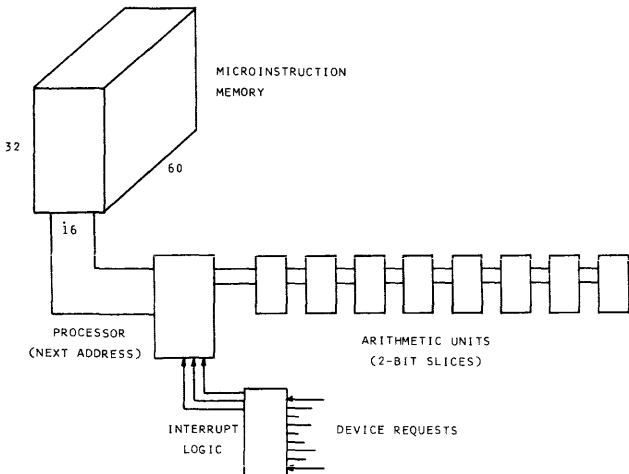 MICROINSTRUCTION
MEMORY
32
60
16
PROCESSOR
(NEXT ADDRESS)
ARITHMETIC UNITS
(2-BIT SLICES)
INTERRUPT
LOGIC
DEVICE REQUESTS